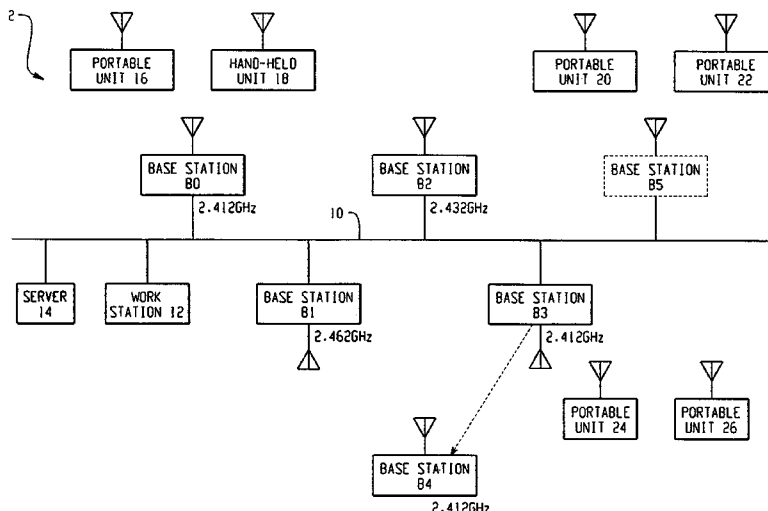 2
PORTABLE
UNIT 16
HAND-HELD
UNIT 18
PORTABLE
UNIT 20
PORTABLE
UNIT 22
BASE STATION
B0
2.412GHz
BASE STATION
B2
2.432GHz
BASE STATION
B5
10
SERVER
14
WORK
STATION 12
BASE STATION
B1
2.462GHz
BASE STATION
B3
2.412GHz
PORTABLE
UNIT 24
PORTABLE
UNIT 26
BASE STATION
B4
2.412GHz